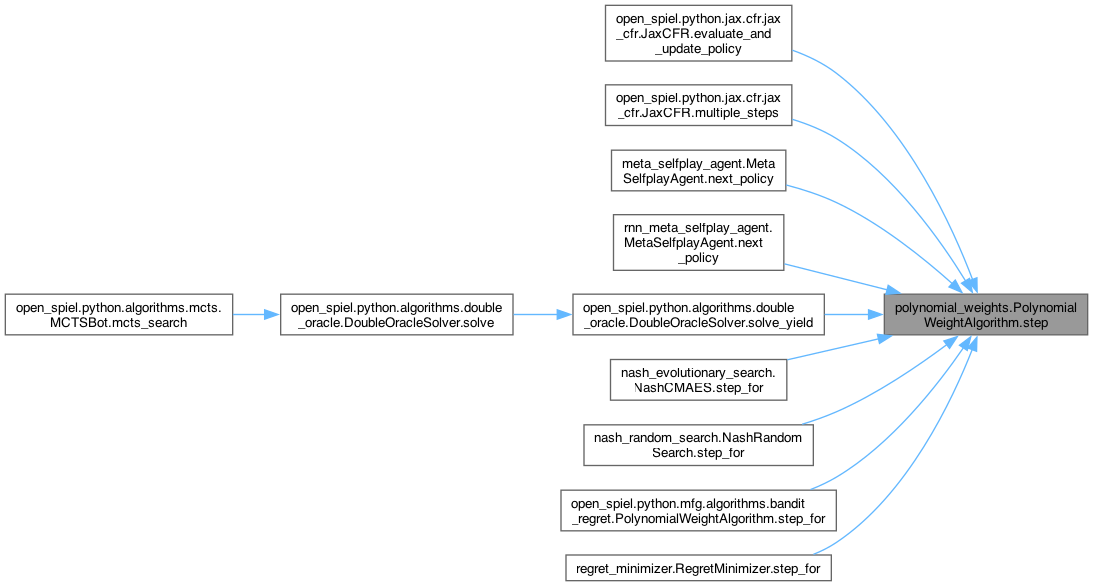 open_spiel.python.jax.cfr.jax
_cfr.JaxCFR.evaluate_and
_update_policy
open_spiel.python.jax.cfr.jax
_cfr.JaxCFR.multiple_steps
meta_selfplay_agent.Meta
SelfplayAgent.next_policy
rnn_meta_selfplay_agent.
MetaSelfplayAgent.next
_policy
open_spiel.python.algorithms.mcts.
MCTSBot.mcts_search
open_spiel.python.algorithms.double
_oracle.DoubleOracleSolver.solve
open_spiel.python.algorithms.double
_oracle.DoubleOracleSolver.solve_yield
polynomial_weights.Polynomial
WeightAlgorithm.step
nash_evolutionary_search.
NashCMAES.step_for
nash_random_search.NashRandom
Search.step_for
open_spiel.python.mfg.algorithms.bandit
_regret.PolynomialWeightAlgorithm.step_for
regret_minimizer.RegretMinimizer.step_for